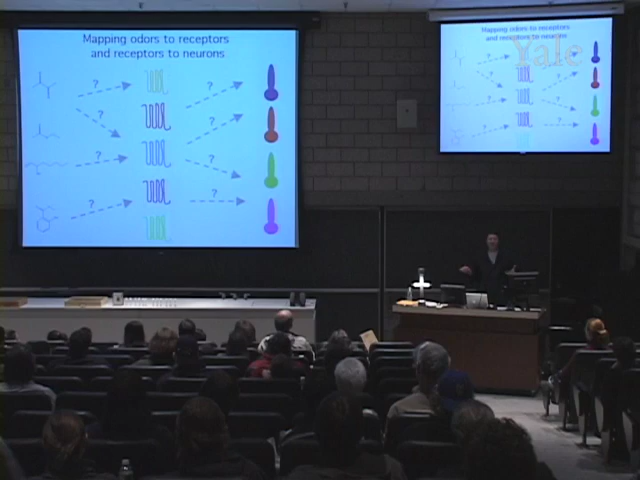 Mapping odors to receptors
and receptors to neurons
?
?
?
?
?
?
?
?
Mapping odors to receptors
and receptors to neurons
Yale